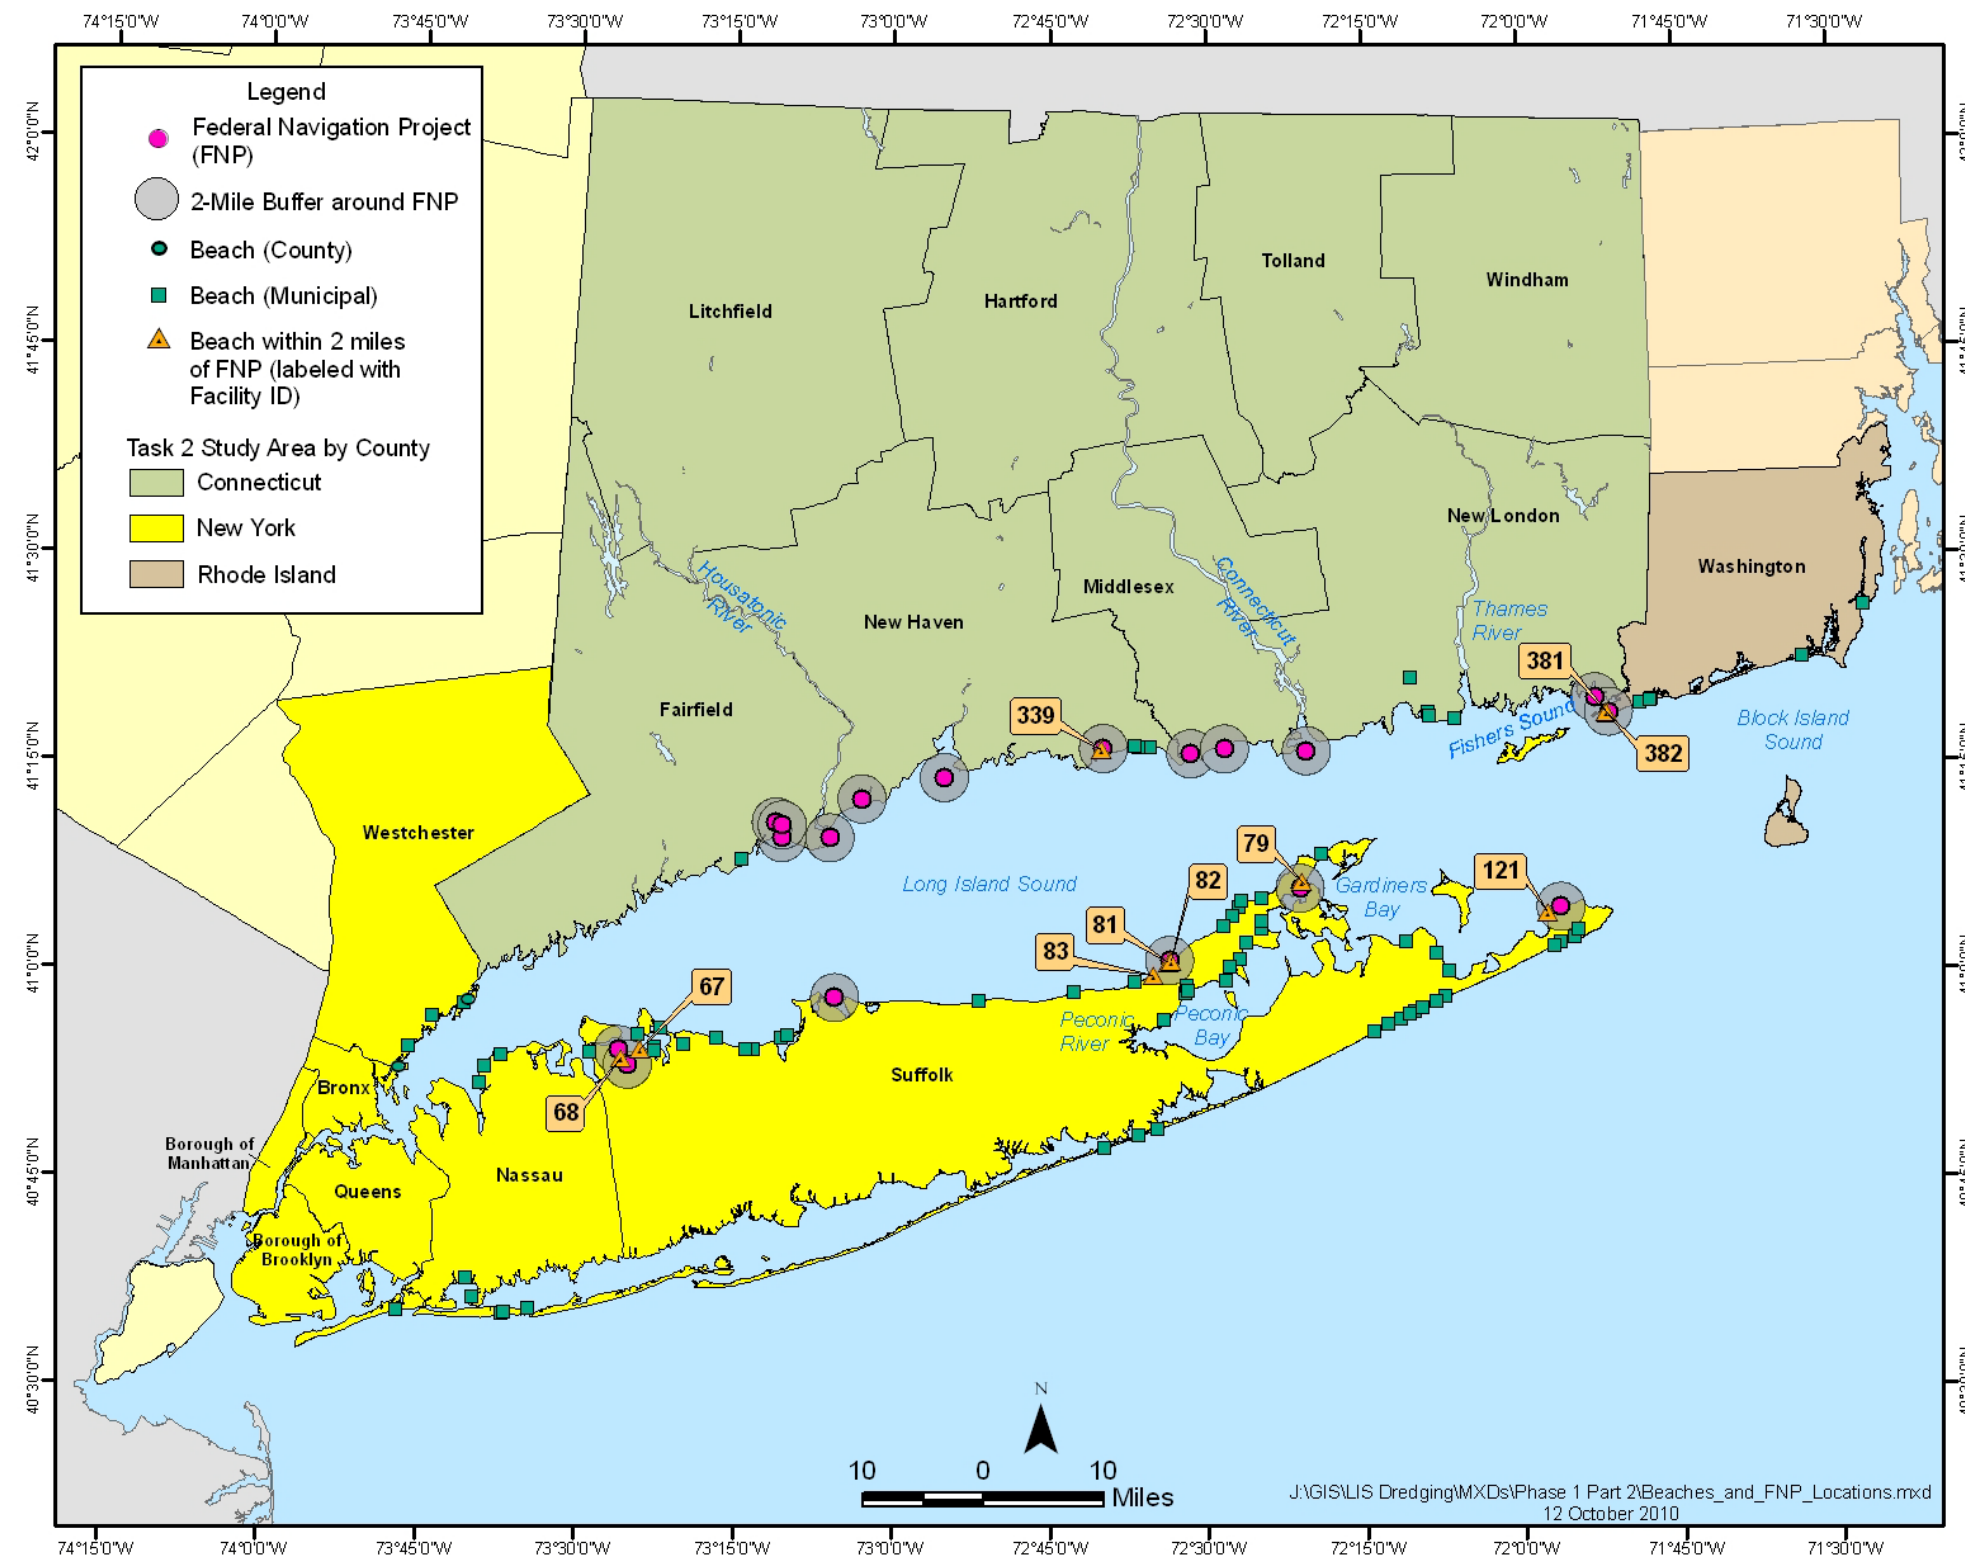 74°15'0"W 74°0'0"W 73°45'0"W 73°30'0"W 73°15'0"W 73°0'0"W 72°45'0"W 72°30'0"W 72°15'0"W 72°0'0"W 71°45'0"W 71°30'0"W
Legend
Federal Navigation Project
(FNP)
2-Mile Buffer around FNP
Beach (County)
Beach (Municipal)
Beach within 2 miles
of FNP (labeled with
Facility ID)
Task 2 Study Area by County
Connecticut
New York
Rhode Island
42°0'0"N
41°45'0"N
41°30'0"N
41°15'0"N
41°0'0"N
40°45'0"N
40°30'0"N
Litchfield
Hartford
Tolland
Windham
New London
Washington
Middlesex
New Haven
Fairfield
Housatonic
River
Connecticut
River
Thames
River
381
339
382
Fishers Sound
Block Island
Sound
Westchester
Long Island Sound
79
82
121
Gardiners
Bay
81
83
67
Peconic
River
Peconic
Bay
Suffolk
Bronx
68
Borough of
Manhattan
Nassau
Queens
Borough of
Brooklyn
N
10 0 10
Miles
J:\GIS\LIS Dredging\MXDs\Phase 1 Part 2\Beaches_and_FNP_Locations.mxd
12 October 2010
74°15'0"W 74°0'0"W 73°45'0"W 73°30'0"W 73°15'0"W 73°0'0"W 72°45'0"W 72°30'0"W 72°15'0"W 72°0'0"W 71°45'0"W 71°30'0"W